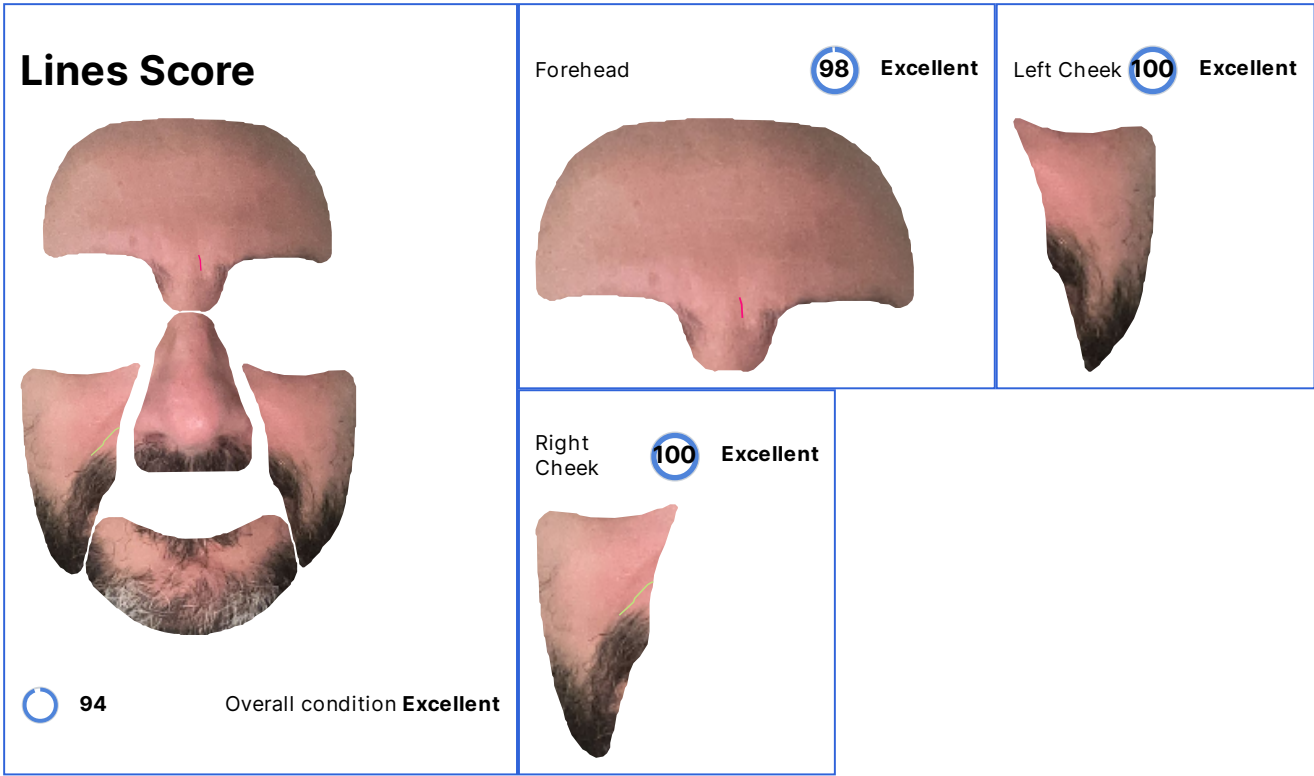 Lines Score
94
Overall condition Excellent
Forehead
98
Excellent
Left Cheek
100
Excellent
Right
Cheek
100
Excellent